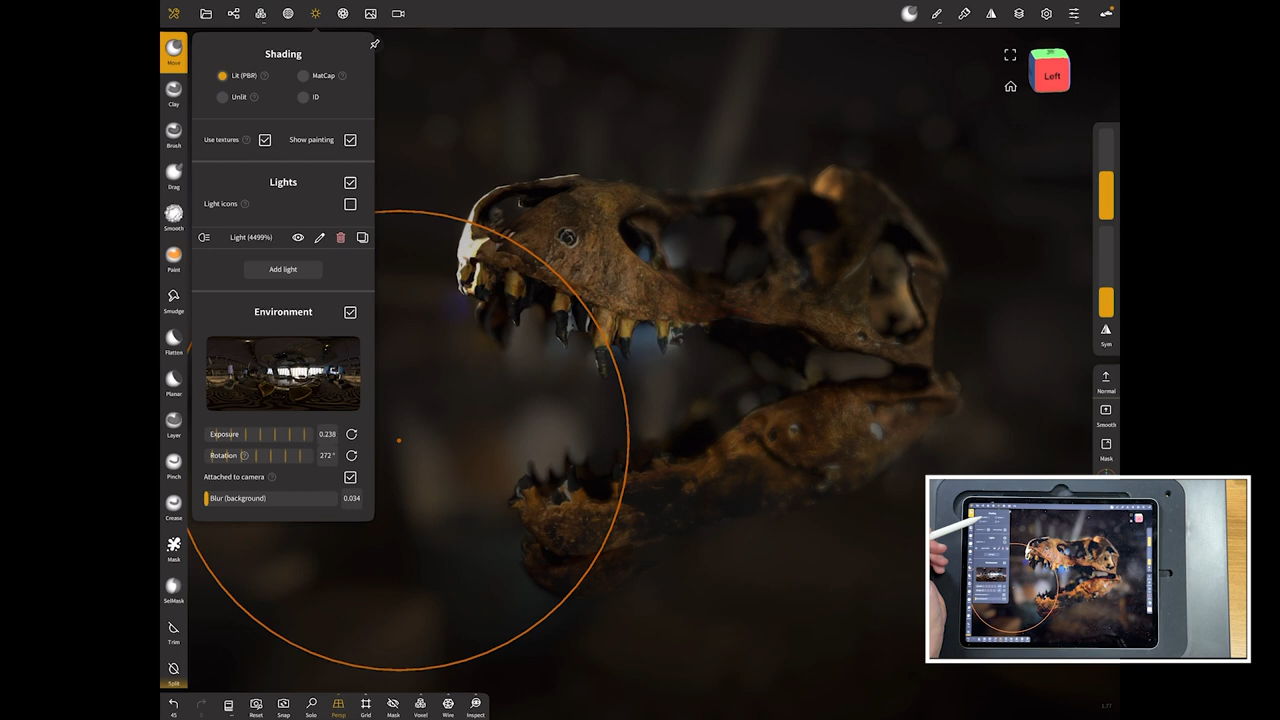 Shading
Lit (PBR) ? MatCap ?
Unlit ? ID
Use textures ? Show painting
Lights
Light icons ?
Light (4499%)
Add light
Environment
Exposure 0.238
Rotation ? 272°
Attached to camera ?
Blur (background) 0.034
Move
Clay
Brush
Drag
Smooth
Paint
Smudge
Flatten
Planar
Layer
Pinch
Crease
Mask
SelMask
Trim
Split
Left
Sym
Normal
Smooth
Mask
45
Reset Snap Solo Persp Grid Mask Voxel Wire Inspect